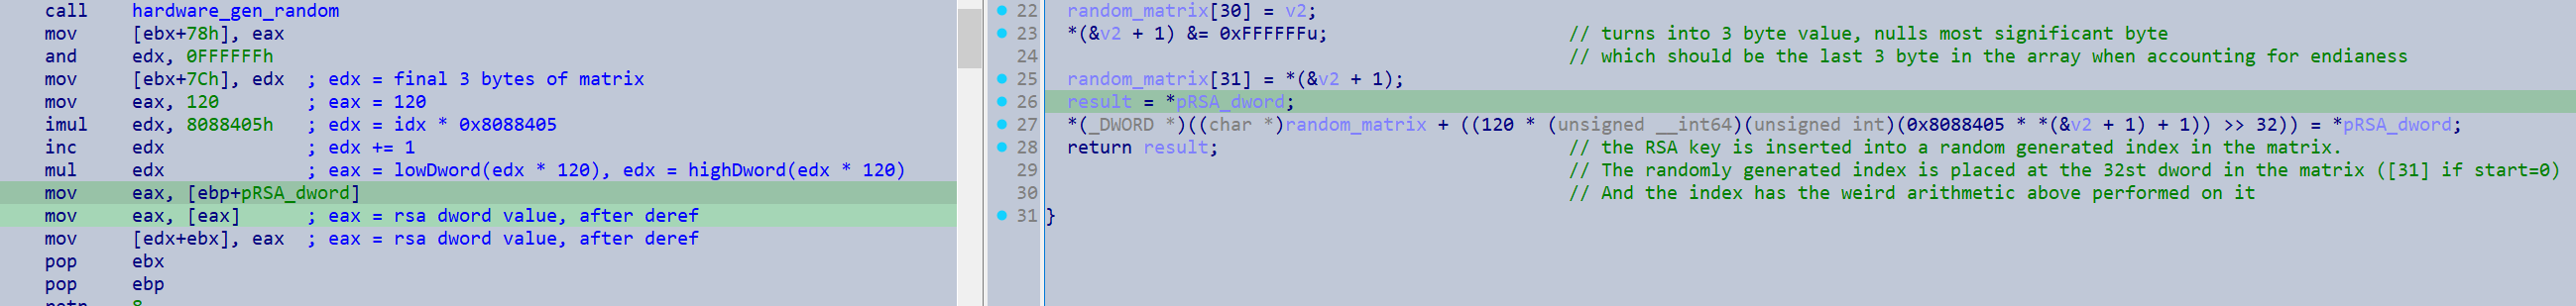 call hardware_gen_random
mov [ebx+78h], eax
and edx, 0FFFFFFh
mov [ebx+7Ch], edx ; edx = final 3 bytes of matrix
mov eax, 120 ; eax = 120
imul edx, 8088405h ; edx = idx * 0x8088405
inc edx ; edx += 1
mul edx ; eax = lowDword(edx * 120), edx = highDword(edx * 120)
mov eax, [ebp+pRSA_dword]
mov eax, [eax] ; eax = rsa dword value, after deref
mov [edx+ebx], eax ; eax = rsa dword value, after deref
pop ebx
pop ebp
retn 8
22 random_matrix[30] = v2;
23 *(&v2 + 1) &= 0xFFFFFFu; // turns into 3 byte value, nulls most significant byte
24 // which should be the last 3 byte in the array when accounting for endianess
25 random_matrix[31] = *(&v2 + 1);
26 result = *pRSA_dword;
27 *(_DWORD *)((char *)random_matrix + ((120 * (unsigned __int64)(unsigned int)(0x8088405 * *(&v2 + 1) + 1)) >> 32)) = *pRSA_dword;
28 return result; // the RSA key is inserted into a random generated index in the matrix.
29 // The randomly generated index is placed at the 32st dword in the matrix ([31] if start=0)
30 // And the index has the weird arithmetic above performed on it
31 }